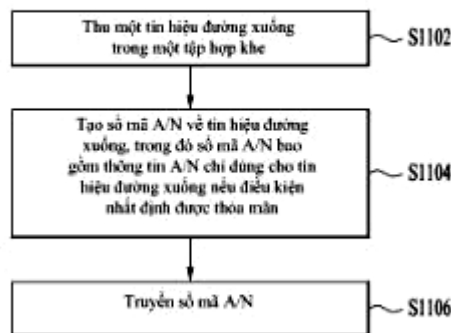 Thu một tín hiệu đường xuống
trong một tập hợp khe
S1102
Tạo sổ mã A/N về tín hiệu đường
xuống, trong đó sổ mã A/N bao
gồm thông tin A/N chỉ dùng cho tín
hiệu đường xuống nếu điều kiện
nhất định được thỏa mãn
S1104
Truyền sổ mã A/N
S1106